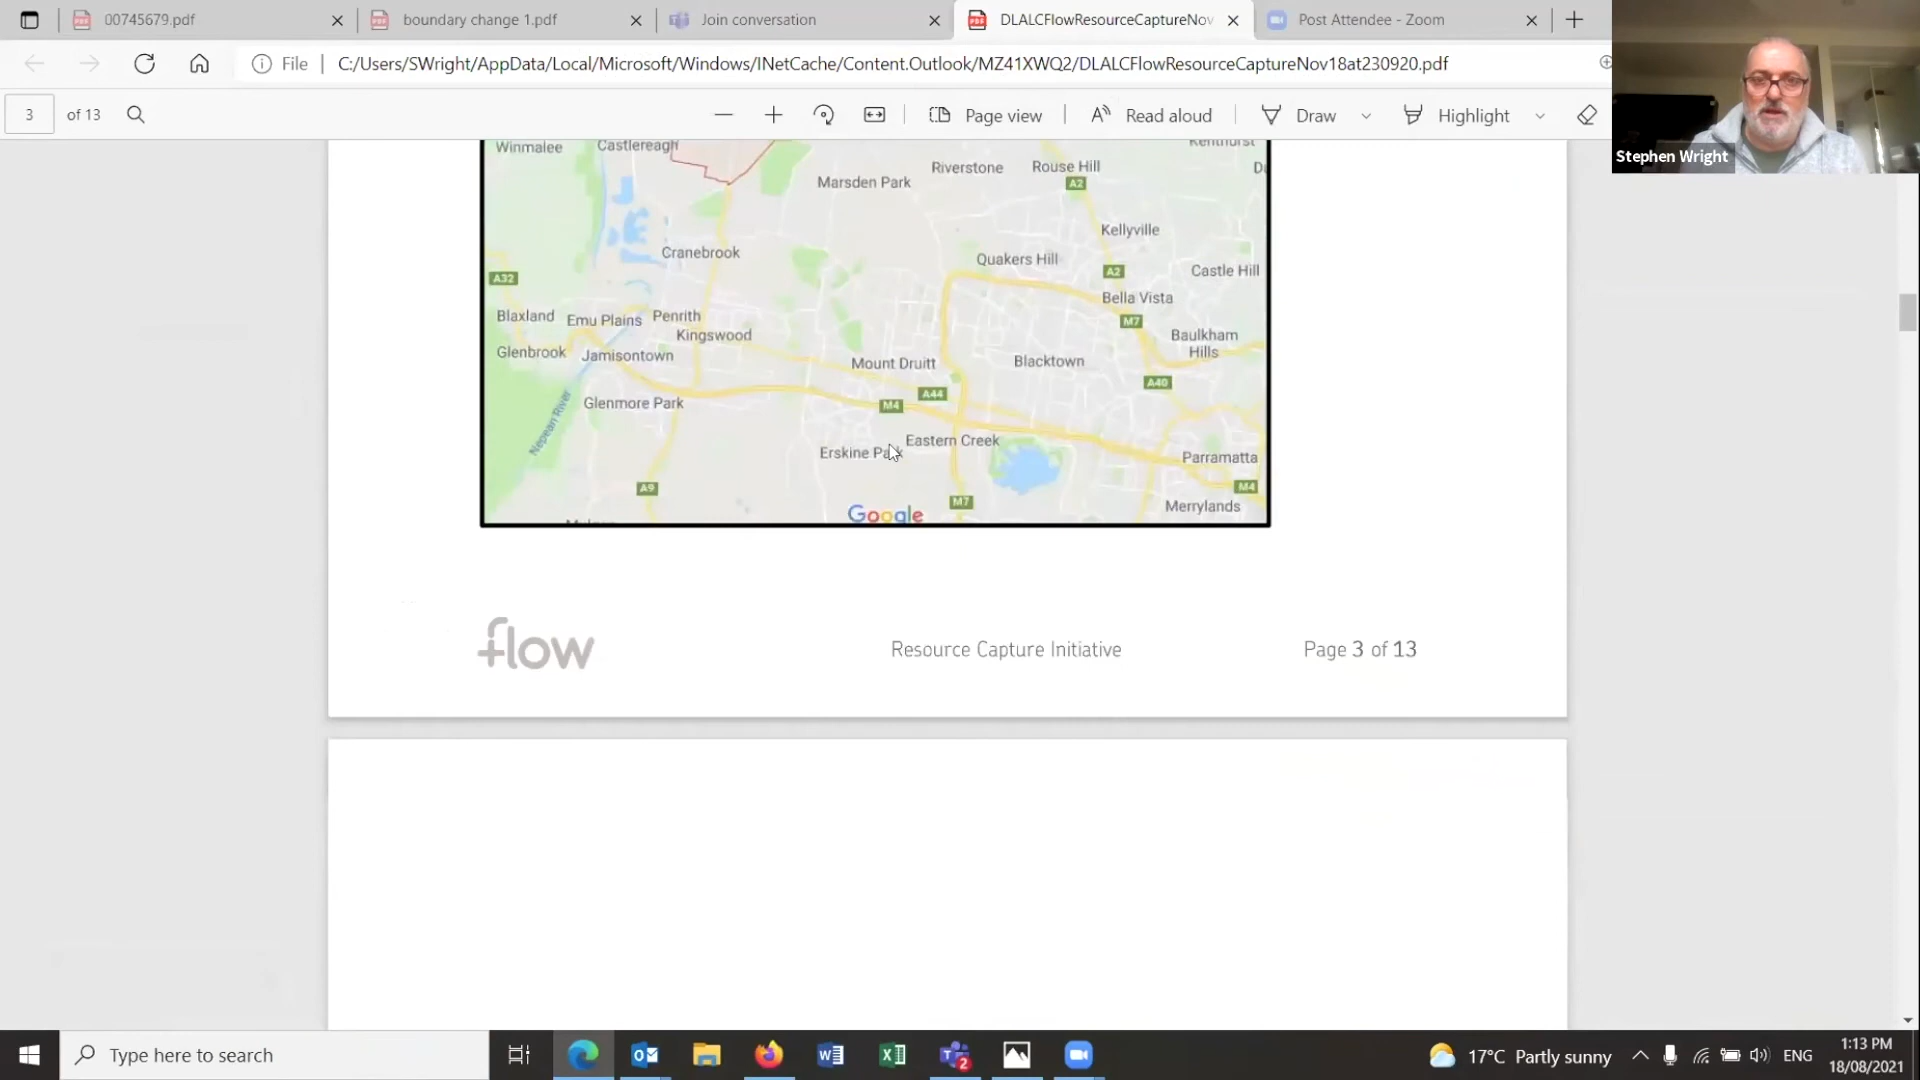 00745679.pdf
boundary change 1.pdf
Join conversation
DLALCFlowResourceCaptureNov
Post Attendee - Zoom
File
C:/Users/SWright/AppData/Local/Microsoft/Windows/INetCache/Content.Outlook/MZ41XWQ2/DLALCFlowResourceCaptureNov18at230920.pdf
3 of 13
Page view
Read aloud
Draw
Highlight
Stephen Wright
Winmalee
Castlereagh
Kenthurst
Riverstone
Rouse Hill
Marsden Park
A2
Kellyville
Cranebrook
Quakers Hill
A2
Castle Hill
A32
Bella Vista
Blaxland
Emu Plains
Penrith
M7
Kingswood
Baulkham
Hills
Glenbrook
Jamisontown
Mount Druitt
Blacktown
A40
A44
Glenmore Park
M4
Nepean River
Eastern Creek
Erskine Park
Parramatta
A9
M4
M7
Merrylands
Google
flow
Resource Capture Initiative
Page 3 of 13
Type here to search
2
17°C Partly sunny
ENG
1:13 PM
18/08/2021